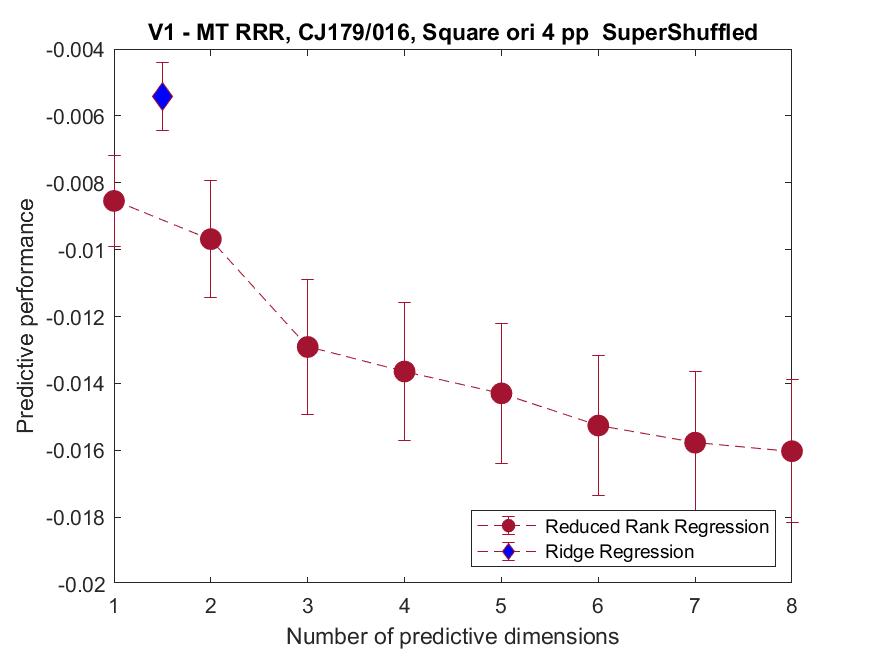 V1 - MT RRR, CJ179/016, Square ori 4 pp  SuperShuffled
-0.004
-0.006
-0.008
-0.01
-0.012
-0.014
-0.016
-0.018
-0.02
Predictive performance
Reduced Rank Regression
Ridge Regression
1 2 3 4 5 6 7 8
Number of predictive dimensions